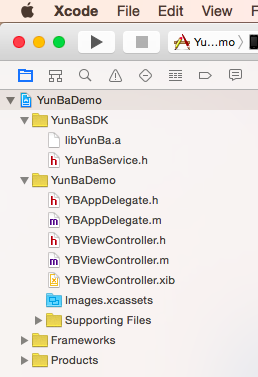 Xcode File Edit View
Yu...mo
YunBaDemo
YunBaSDK
libYunBa.a
YunBaService.h
YunBaDemo
YBAppDelegate.h
YBAppDelegate.m
YBViewController.h
YBViewController.m
YBViewController.xib
Images.xcassets
Supporting Files
Frameworks
Products